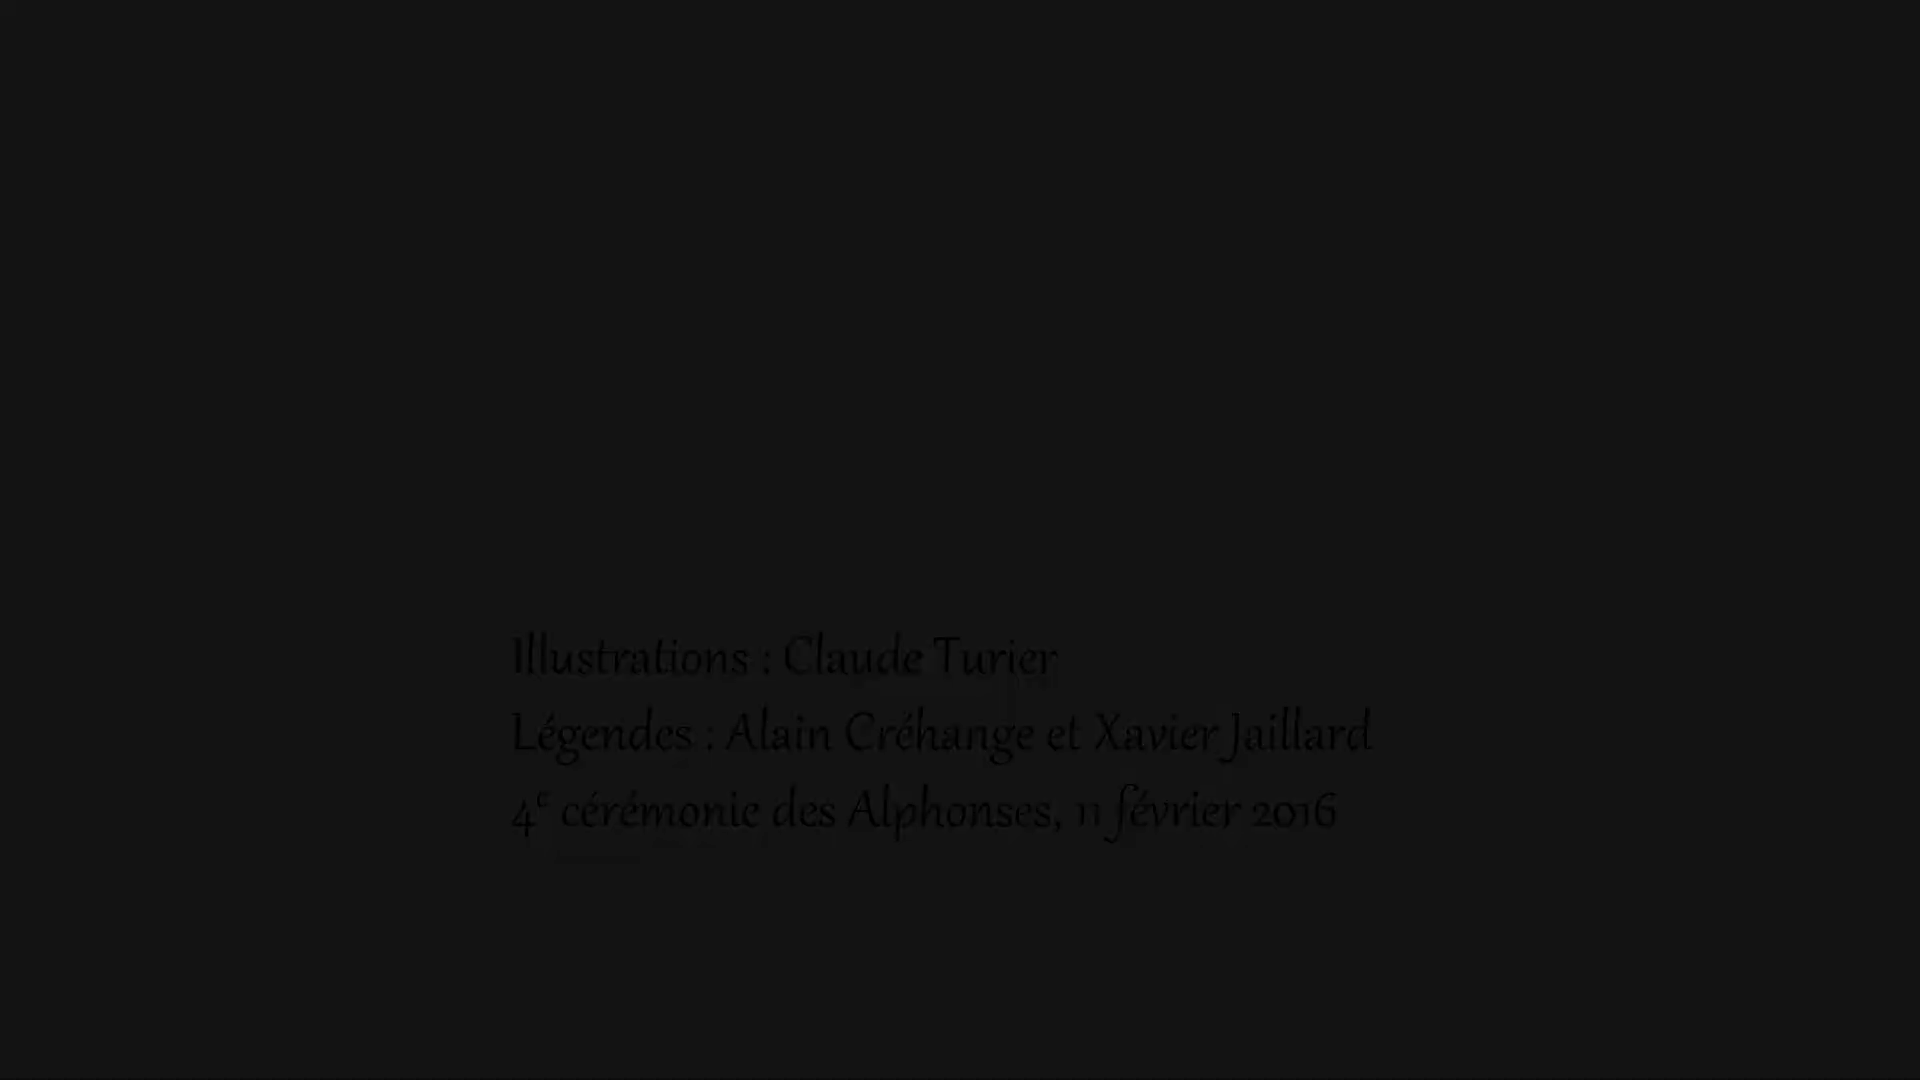 Illustrations : Claude Turier
Légendes : Alain Créhange et Xavier Jaillard
4e cérémonie des Alphonses, 11 février 2016